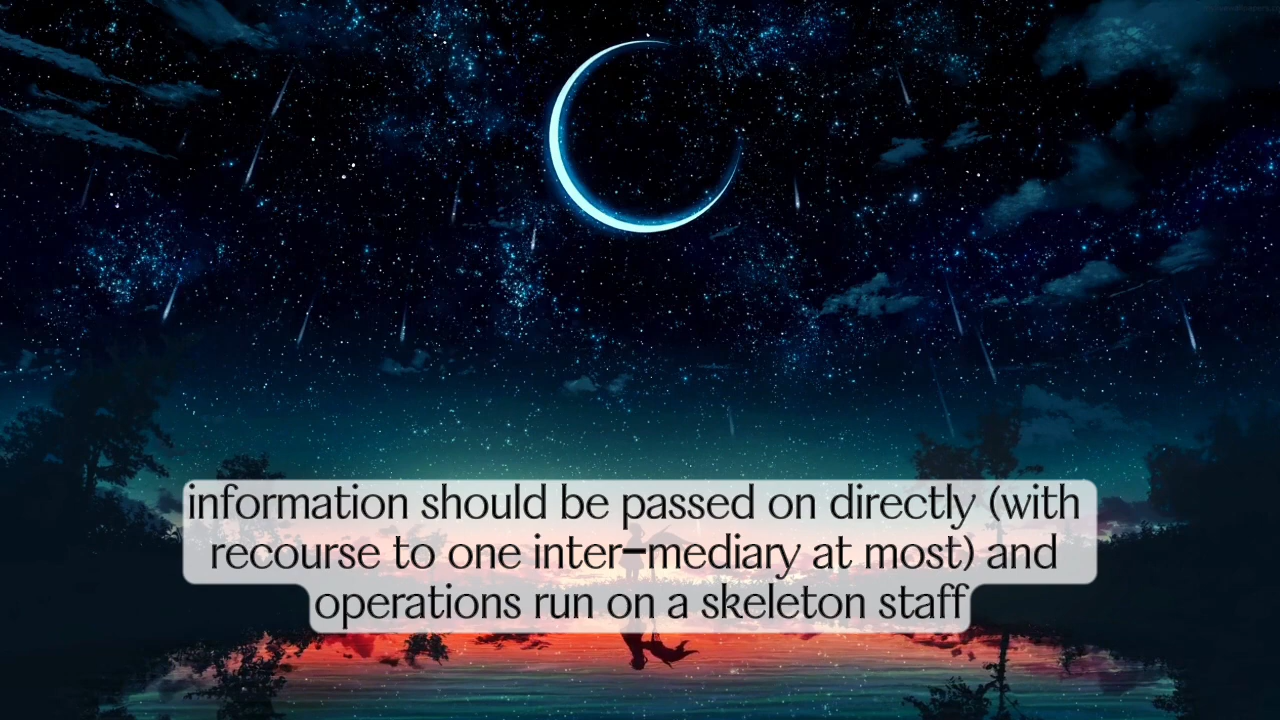 information should be passed on directly (with
recourse to one inter-mediary at most) and
operations run on a skeleton staff